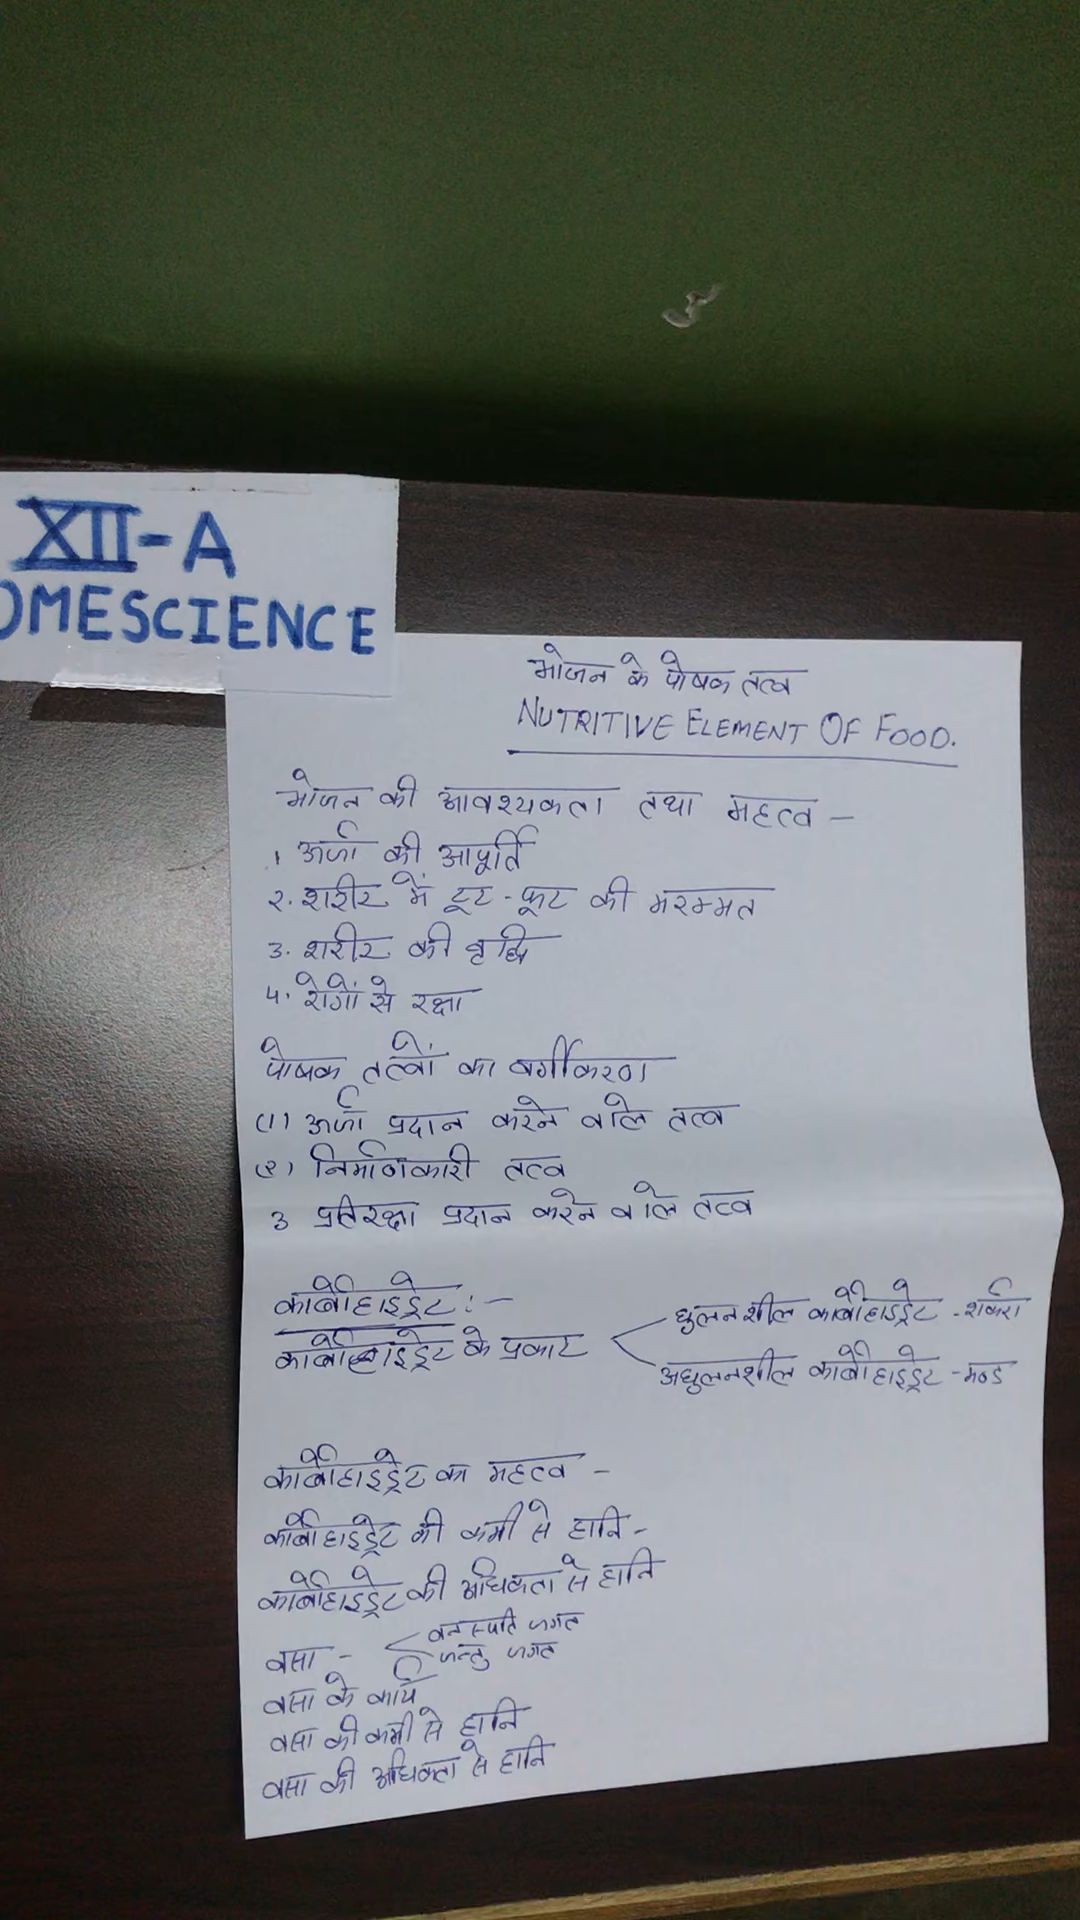 XII-A
OMESCIENCE
भोजन के पोषक तत्व
NUTRITIVE ELEMENT OF FOOD.
भोजन की आवश्यकता तथा महत्व –
1 ऊर्जा की आपूर्ति
2. शरीर में टूट-फूट की मरम्मत
3. शरीर की वृद्धि
4. रोगों से रक्षा
पोषक तत्वों का वर्गीकरण
(1) ऊर्जा प्रदान करने वाले तत्व
(2) निर्माणकारी तत्व
3 प्रतिरक्षा प्रदान करने वाले तत्व
कार्बोहाइड्रेट :–
कार्बोहाइड्रेट के प्रकार
घुलनशील कार्बोहाइड्रेट - शर्करा
अघुलनशील कार्बोहाइड्रेट - मण्ड
कार्बोहाइड्रेट का महत्व –
कार्बोहाइड्रेट की कमी से हानि –
कार्बोहाइड्रेट की अधिकता से हानि
वसा –
वनस्पति जगत
जन्तु जगत
वसा के कार्य
वसा की कमी से हानि
वसा की अधिकता से हानि